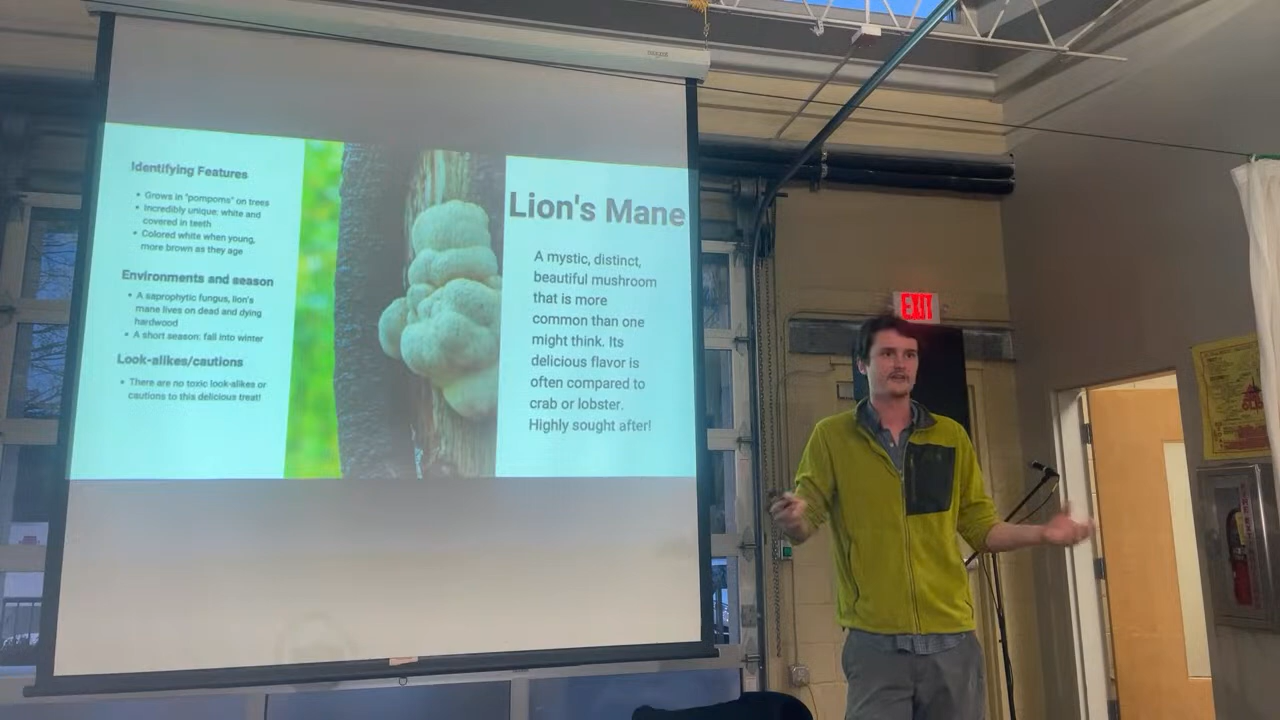 Identifying Features
• Grows in "pompoms" on trees
• Incredibly unique: white and
covered in teeth
• Colored white when young,
more brown as they age
Environments and season
• A saprophytic fungus, lion's
mane lives on dead and dying
hardwood
• A short season: fall into winter
Look-alikes/cautions
• There are no toxic look-alikes or
cautions to this delicious treat!
Lion's Mane
A mystic, distinct,
beautiful mushroom
that is more
common than one
might think. Its
delicious flavor is
often compared to
crab or lobster.
Highly sought after!
EXIT